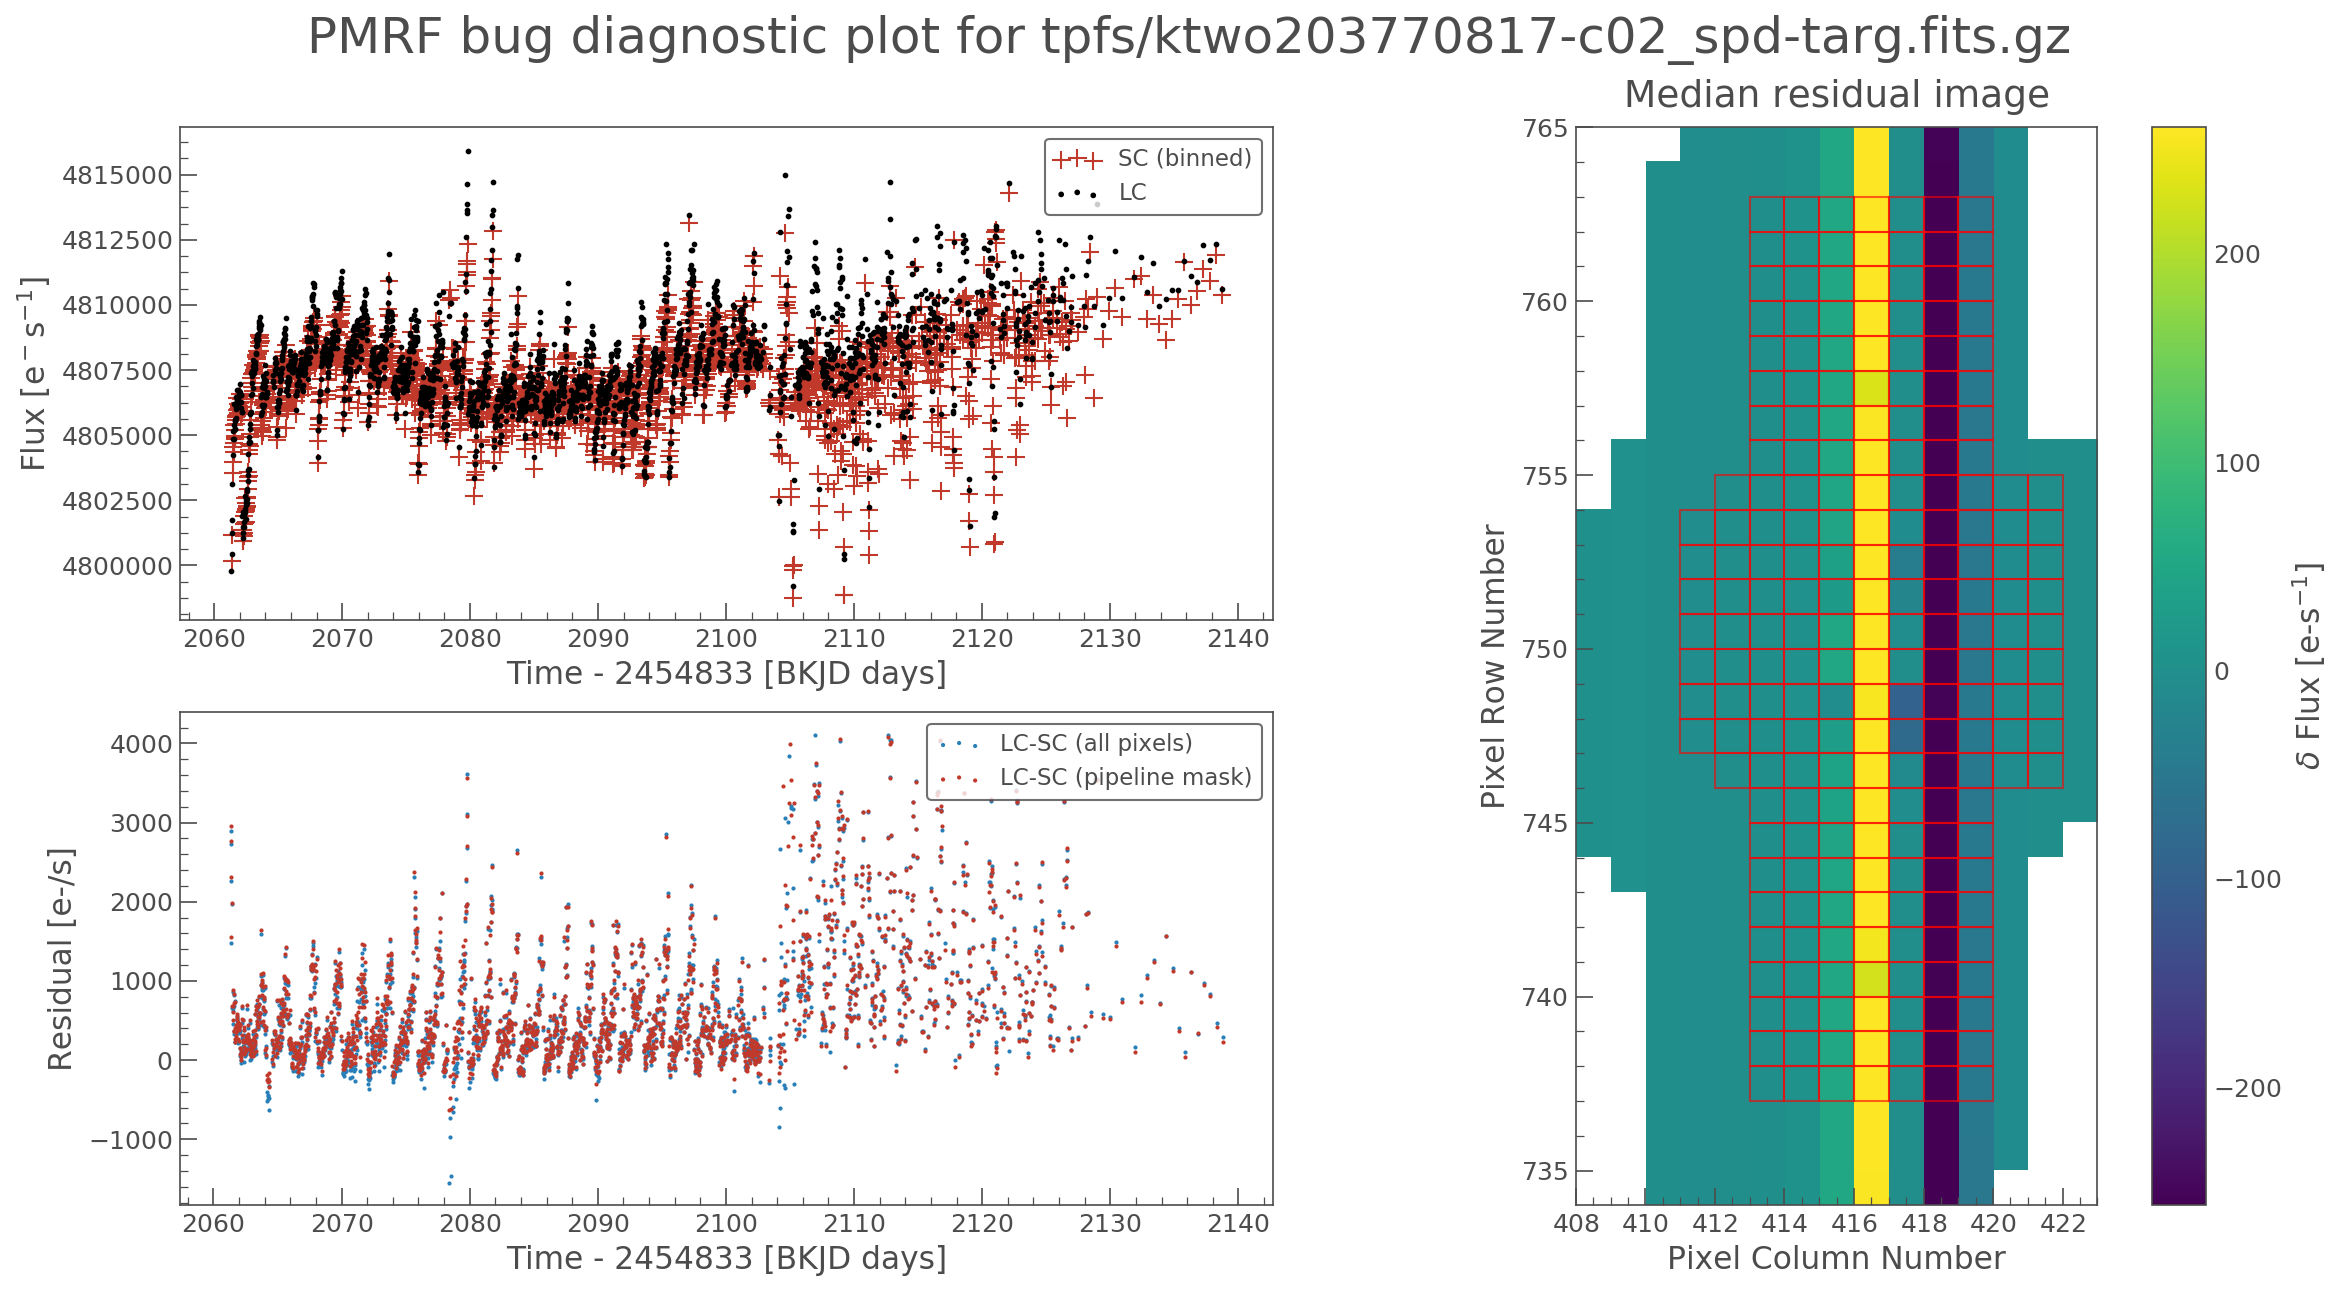 PMRF bug diagnostic plot for tpfs/ktwo203770817-c02_spd-targ.fits.gz
Flux [e⁻ s⁻¹]
4815000
4812500
4810000
4807500
4805000
4802500
4800000
SC (binned)
LC
2060 2070 2080 2090 2100 2110 2120 2130 2140
Time - 2454833 [BKJD days]
Residual [e-/s]
4000
3000
2000
1000
0
−1000
LC-SC (all pixels)
LC-SC (pipeline mask)
2060 2070 2080 2090 2100 2110 2120 2130 2140
Time - 2454833 [BKJD days]
Median residual image
Pixel Row Number
765
760
755
750
745
740
735
408 410 412 414 416 418 420 422
Pixel Column Number
200
100
0
−100
−200
δ Flux [e-s⁻¹]